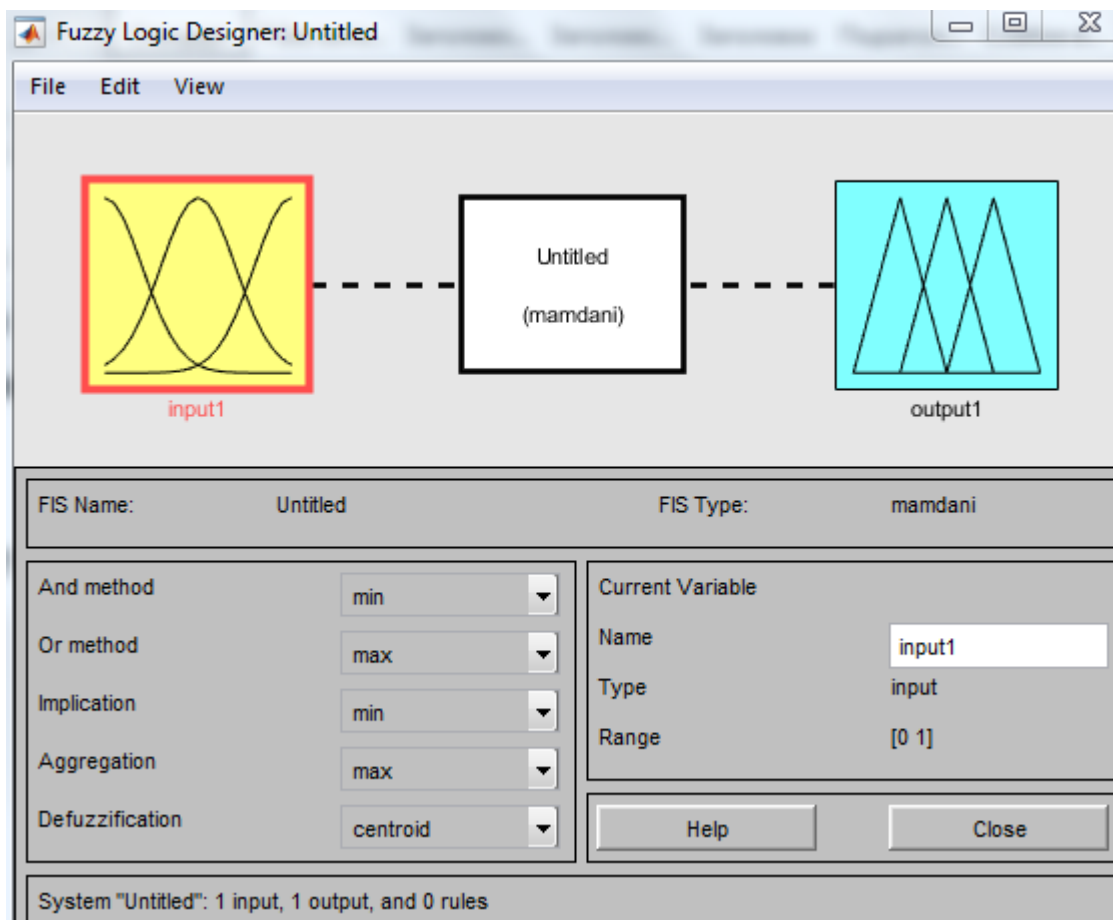 Fuzzy Logic Designer: Untitled
File Edit View
Untitled
(mamdani)
input1
output1
FIS Name: Untitled FIS Type: mamdani
And method min
Or method max
Implication min
Aggregation max
Defuzzification centroid
Current Variable
Name input1
Type input
Range [0 1]
Help Close
System "Untitled": 1 input, 1 output, and 0 rules